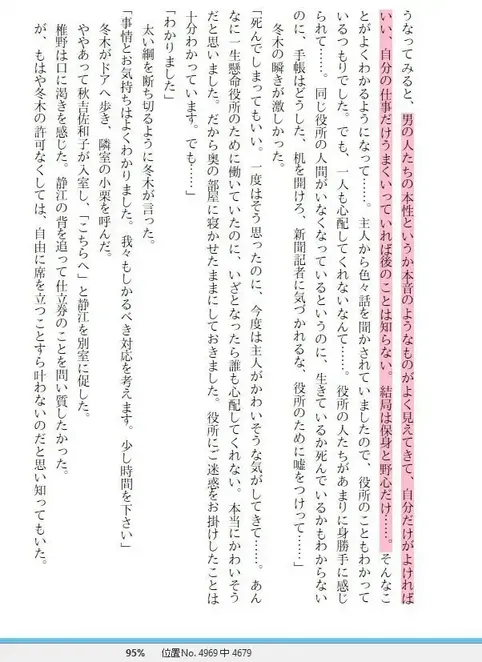 うなってみると、男の人たちの本性というか本音のようなものがよく見えてきて、自分だけがよければ
いい、自分の仕事だけうまくいっていれば後のことは知らない。結局は保身と野心だけ……。そんなこ
とがよくわかるようになって……。主人から色々話を聞かされていましたので、役所のこともわかって
いるつもりでした。でも、一人も心配してくれないなんて……。役所の人たちがあまりに身勝手に感じ
られて……。同じ役所の人間がいなくなっているというのに、生きているか死んでいるかもわからない
のに、手帳はどうした、机を開けろ、新聞記者に気づかれるな、役所のために嘘をつけって……」
冬木の瞬きが激しかった。
「死んでしまってもいい。一度はそう思ったのに、今度は主人がかわいそうな気がしてきて……。あん
なに一生懸命役所のために働いていたのに、いざとなったら誰も心配してくれない。本当にかわいそう
だと思いました。だから奥の部屋に寝かせたままにしておきました。役所にご迷惑をお掛けしたことは
十分わかっています。でも……」
「わかりました」
太い綱を断ち切るように冬木が言った。
「事情とお気持ちはよくわかりました。我々もしかるべき対応を考えます。少し時間を下さい」
冬木がドアへ歩き、隣室の小栗を呼んだ。
ややあって秋吉佐和子が入室し、「こちらへ」と静江を別室に促した。
椎野は口に渇きを感じた。静江の背を追って仕立券のことを問い質したかった。
が、もはや冬木の許可なくしては、自由に席を立つことすら叶わないのだと思い知ってもいた。
95% 位置No. 4969中 4679